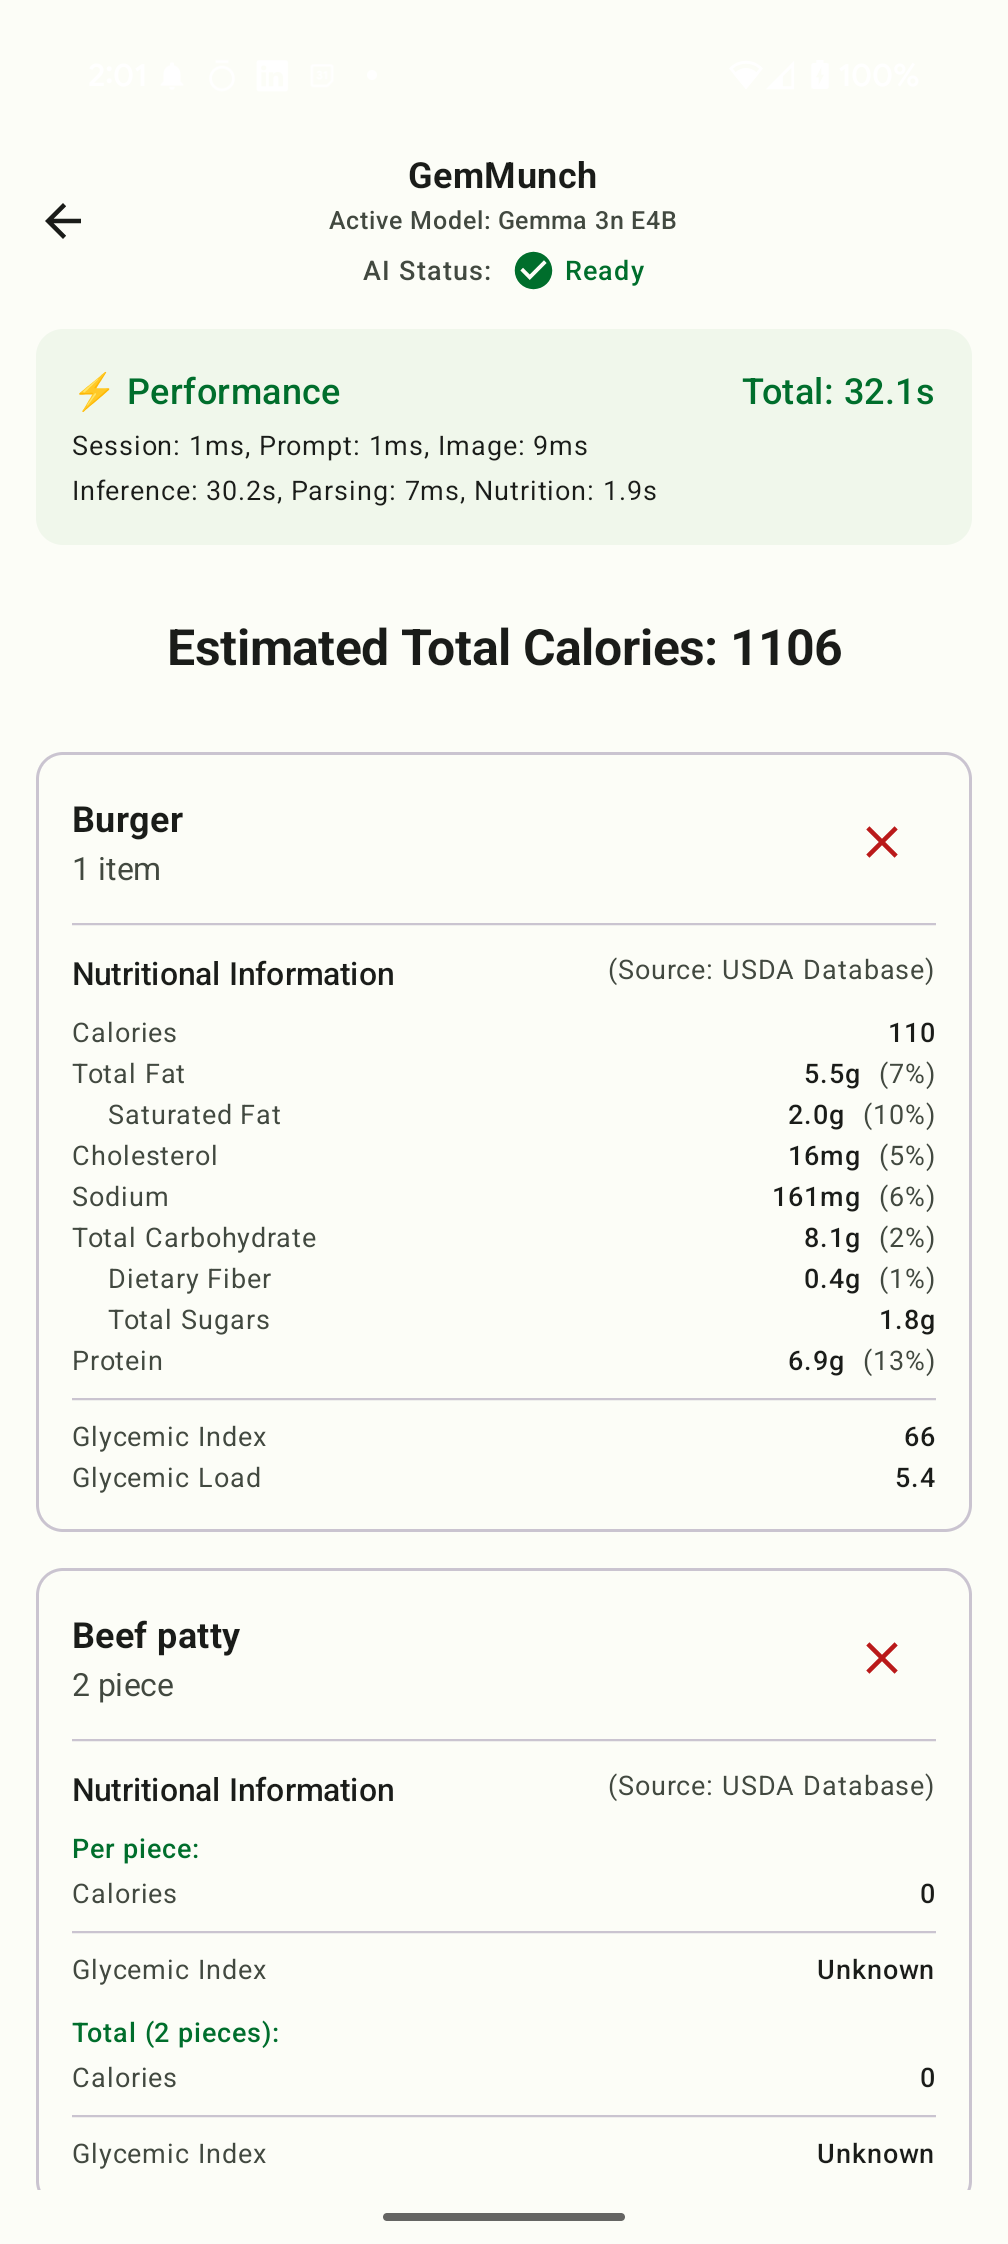 2:01 100%
GemMunch
Active Model: Gemma 3n E4B
AI Status: Ready
⚡ Performance Total: 32.1s
Session: 1ms, Prompt: 1ms, Image: 9ms
Inference: 30.2s, Parsing: 7ms, Nutrition: 1.9s
Estimated Total Calories: 1106
Burger
1 item
Nutritional Information (Source: USDA Database)
Calories 110
Total Fat 5.5g (7%)
Saturated Fat 2.0g (10%)
Cholesterol 16mg (5%)
Sodium 161mg (6%)
Total Carbohydrate 8.1g (2%)
Dietary Fiber 0.4g (1%)
Total Sugars 1.8g
Protein 6.9g (13%)
Glycemic Index 66
Glycemic Load 5.4
Beef patty
2 piece
Nutritional Information (Source: USDA Database)
Per piece:
Calories 0
Glycemic Index Unknown
Total (2 pieces):
Calories 0
Glycemic Index Unknown